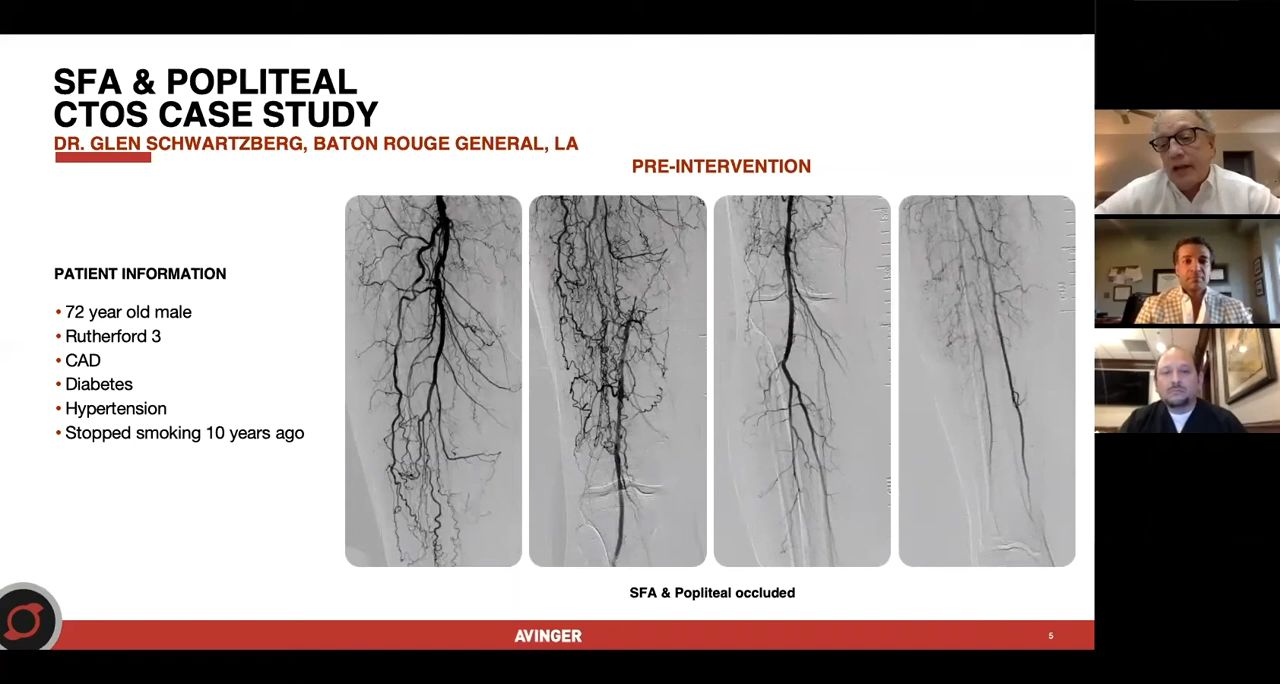 SFA & POPLITEAL
CTOS CASE STUDY
DR. GLEN SCHWARTZBERG, BATON ROUGE GENERAL, LA
PRE-INTERVENTION
PATIENT INFORMATION
• 72 year old male
• Rutherford 3
• CAD
• Diabetes
• Hypertension
• Stopped smoking 10 years ago
SFA & Popliteal occluded
AVINGER
5